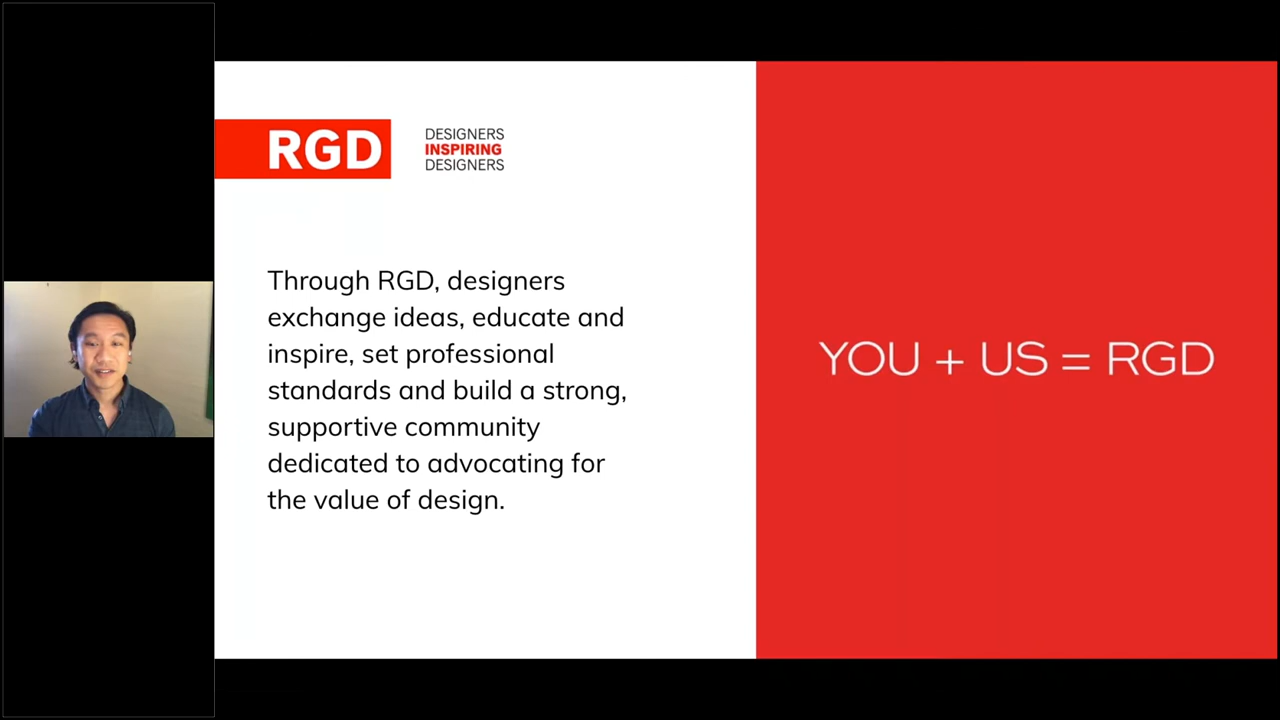 RGD
DESIGNERS
INSPIRING
DESIGNERS
Through RGD, designers
exchange ideas, educate and
inspire, set professional
standards and build a strong,
supportive community
dedicated to advocating for
the value of design.
YOU + US = RGD